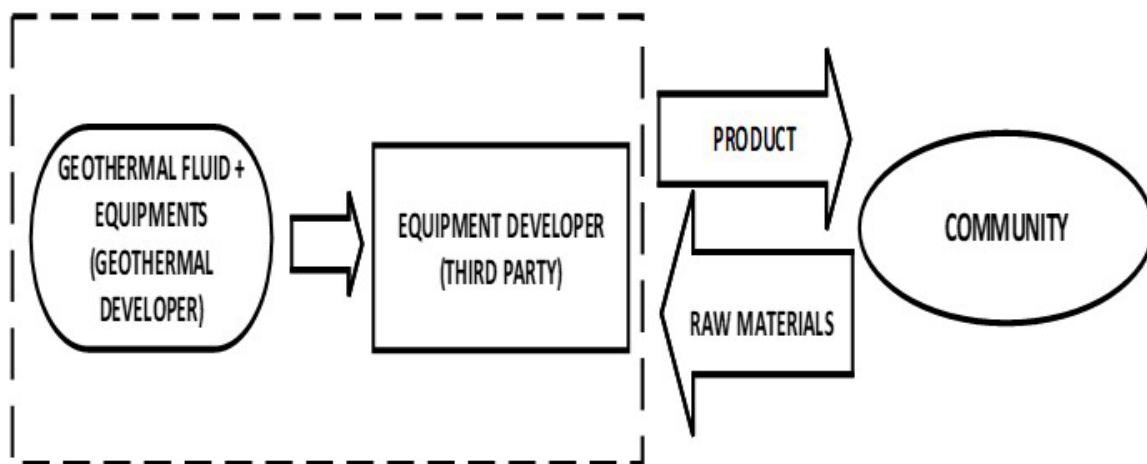 GEOTHERMAL FLUID +
EQUIPMENTS
(GEOTHERMAL
DEVELOPER)
EQUIPMENT DEVELOPER
(THIRD PARTY)
PRODUCT
RAW MATERIALS
COMMUNITY